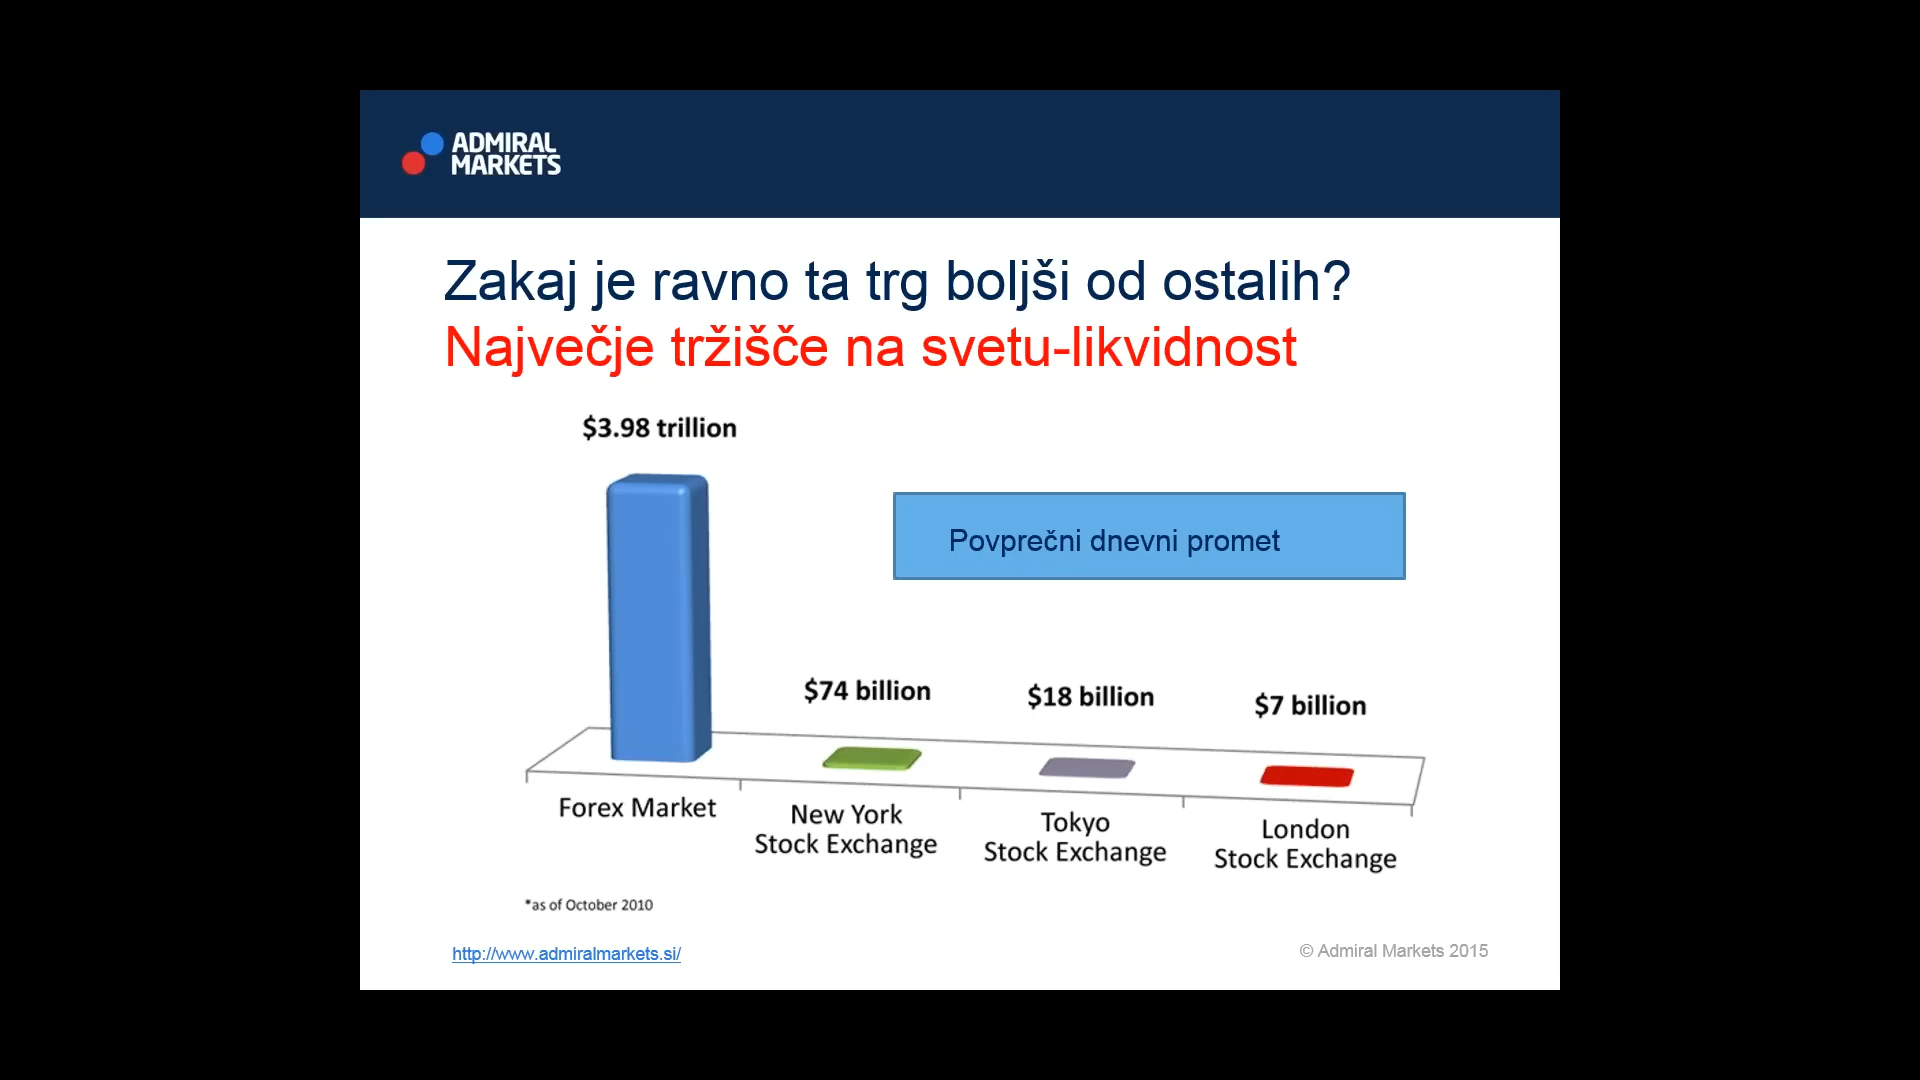 ADMIRAL
MARKETS
Zakaj je ravno ta trg boljši od ostalih?
Največje tržišče na svetu-likvidnost
$3.98 trillion
Povprečni dnevni promet
$74 billion
$18 billion
$7 billion
Forex Market
New York
Stock Exchange
Tokyo
Stock Exchange
London
Stock Exchange
*as of October 2010
http://www.admiralmarkets.si/
© Admiral Markets 2015